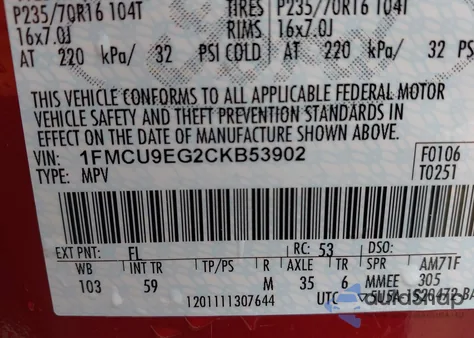 P235/70R16 104T TIRES P235/70R16 104T
16x7.0J RIMS 16x7.0J
AT 220 kPa/ 32 PSI COLD AT 220 kPa/ 32 PS
THIS VEHICLE CONFORMS TO ALL APPLICABLE FEDERAL MOTOR
VEHICLE SAFETY AND THEFT PREVENTION STANDARDS IN
EFFECT ON THE DATE OF MANUFACTURE SHOWN ABOVE.
VIN: 1FMCU9EG2CKB53902 F0106
TYPE: MPV T0251
EXT PNT: FL RC: 53 DSO:
WB INT TR TP/PS R AXLE TR SPR AM71F
103 59 M 35 6 MMEE 305
1201111307644 UTC
autoshop